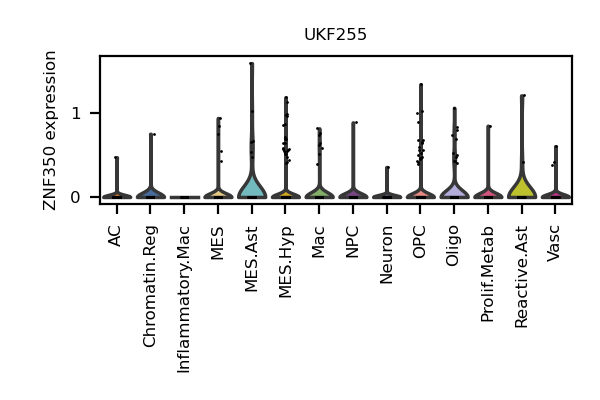 UKF255
ZNF350 expression
1
0
AC
Chromatin.Reg
Inflammatory.Mac
MES
MES.Ast
MES.Hyp
Mac
NPC
Neuron
OPC
Oligo
Prolif.Metab
Reactive.Ast
Vasc